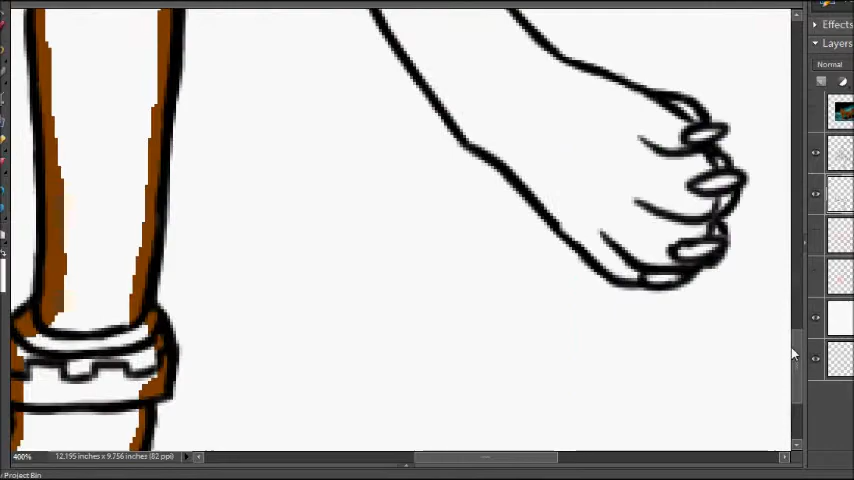 Effects
Layers
Normal
400%
12.195 inches x 9.756 inches (82 ppi)
Project Bin